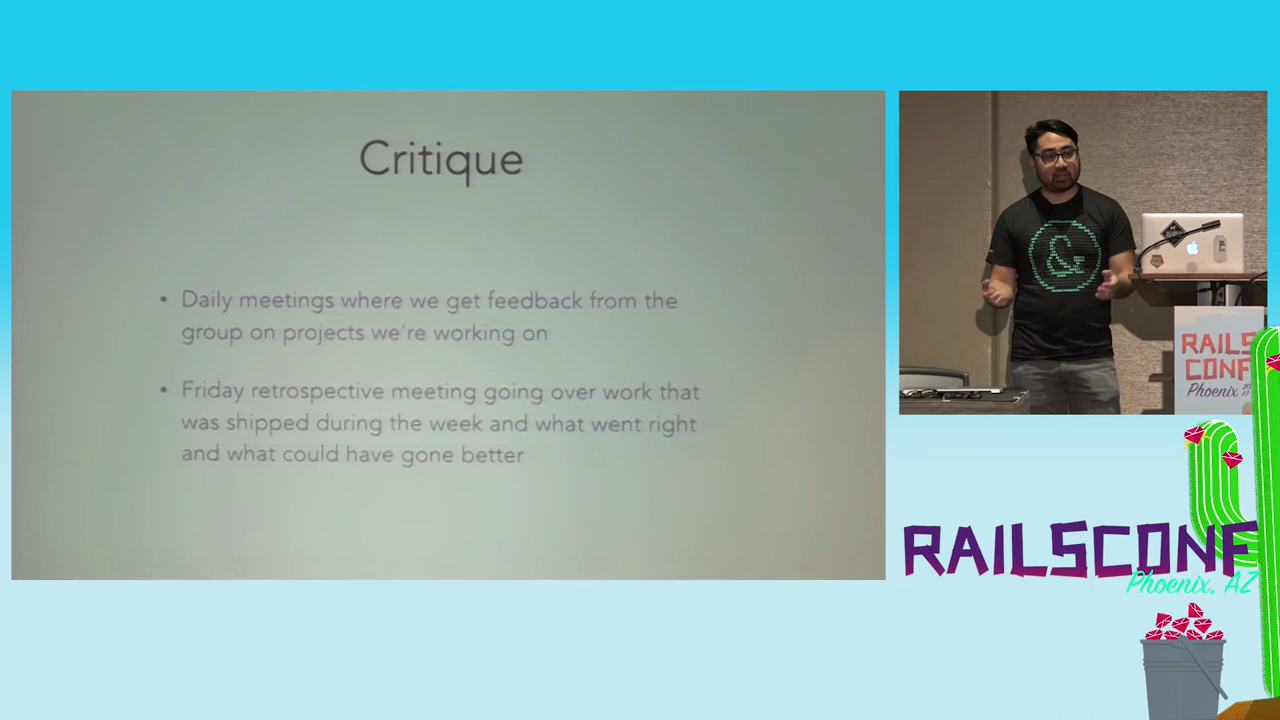 Critique
• Daily meetings where we get feedback from the
group on projects we're working on
• Friday retrospective meeting going over work that
was shipped during the week and what went right
and what could have gone better
&
RAILS
CONF
Phoenix 2017
RAILSCONF
Phoenix, AZ